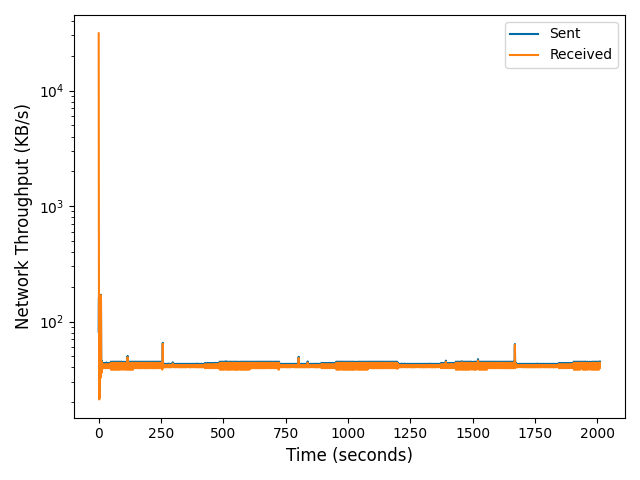 Sent
Received
Network Throughput (KB/s)
10^4
10^3
10^2
0 250 500 750 1000 1250 1500 1750 2000
Time (seconds)